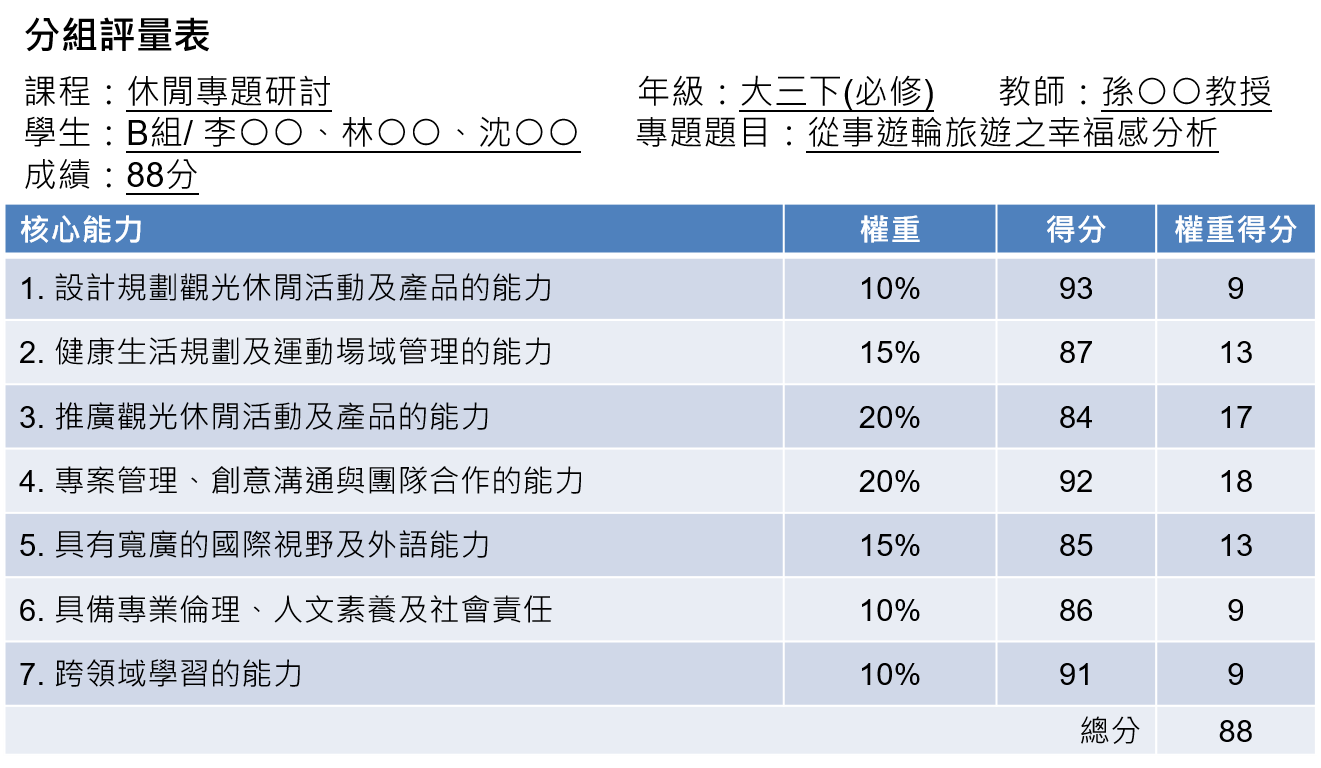 分組評量表
課程：休閒專題研討 年級：大三下(必修) 教師：孫〇〇教授
學生：B組/ 李〇〇、林〇〇、沈〇〇 專題題目：從事遊輪旅遊之幸福感分析
成績：88分
核心能力 權重 得分 權重得分
1. 設計規劃觀光休閒活動及產品的能力 10% 93 9
2. 健康生活規劃及運動場域管理的能力 15% 87 13
3. 推廣觀光休閒活動及產品的能力 20% 84 17
4. 專案管理、創意溝通與團隊合作的能力 20% 92 18
5. 具有寬廣的國際視野及外語能力 15% 85 13
6. 具備專業倫理、人文素養及社會責任 10% 86 9
7. 跨領域學習的能力 10% 91 9
總分 88